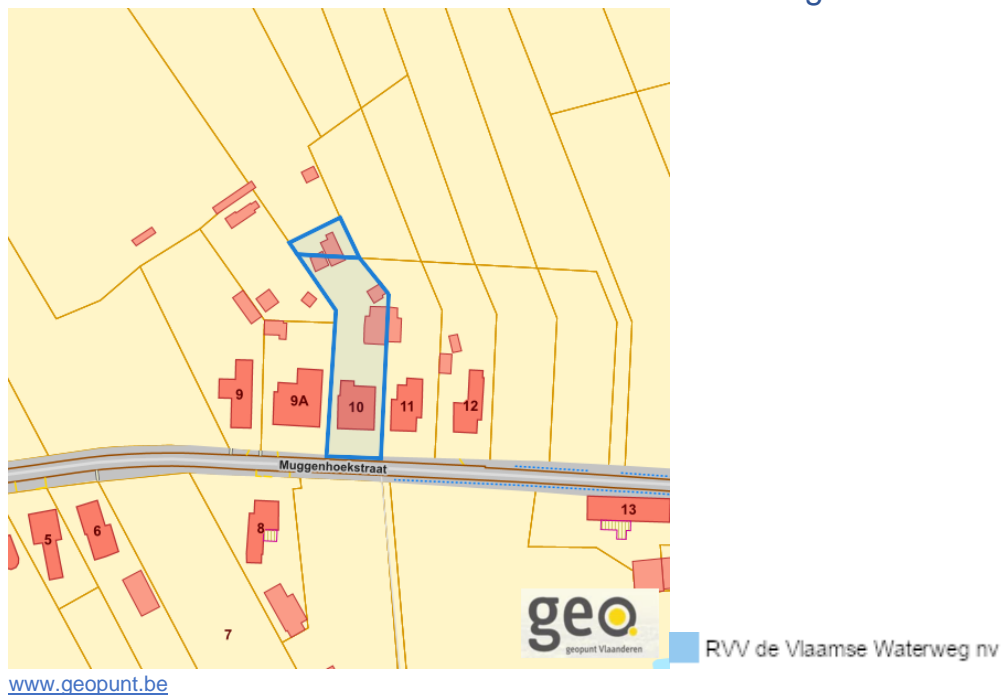 9
9A
10
11
12
Muggenhoekstraat
13
5
6
8
7
geo.
geopunt Vlaanderen
RVV de Vlaamse Waterweg nv
www.geopunt.be